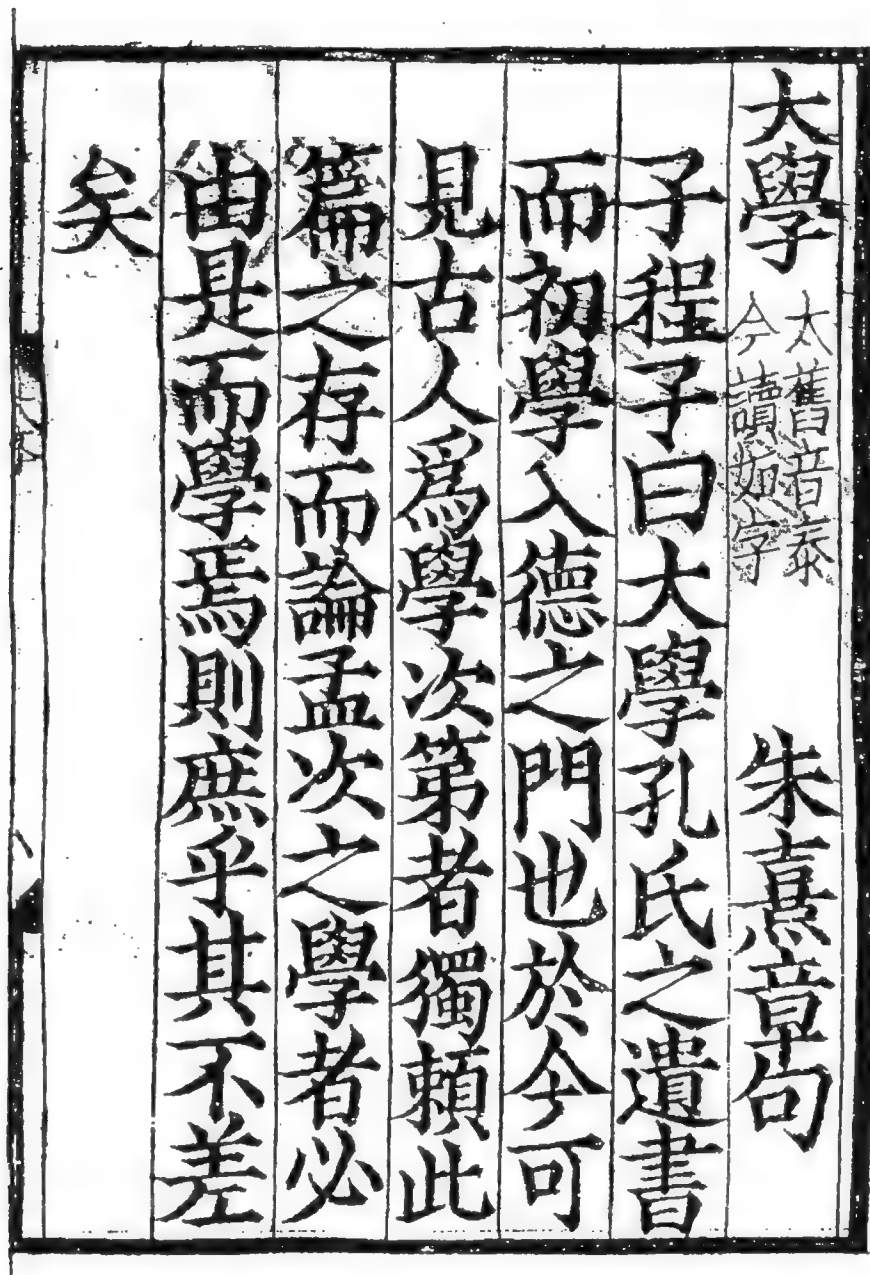 大學 太舊音泰今讀如字 朱熹章句
子程子曰大學孔氏之遺書
而初學入德之門也於今可
見古人爲學次第者獨頼此
篇之存而論孟次之學者必
由是而學焉則庶乎其不差
矣